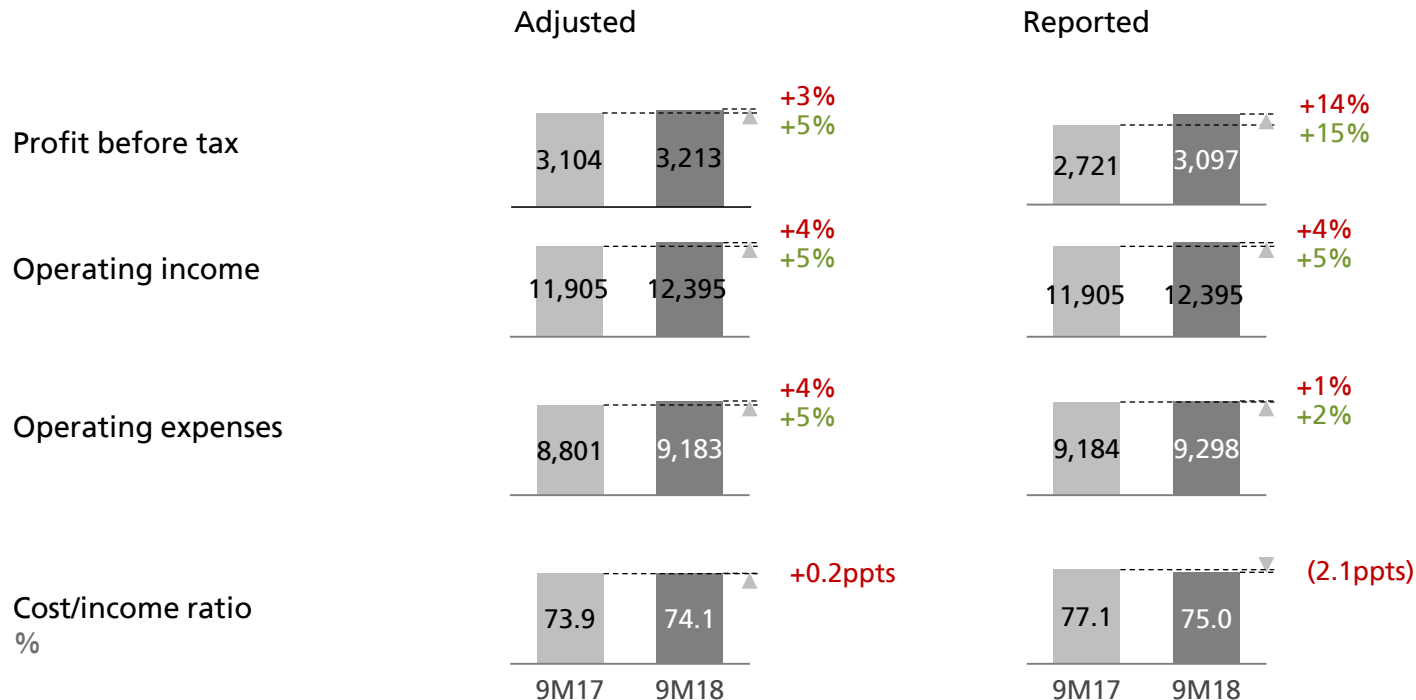 Adjusted
Reported
Profit before tax
3,104
3,213
+3%
+5%
2,721
3,097
+14%
+15%
Operating income
11,905
12,395
+4%
+5%
11,905
12,395
+4%
+5%
Operating expenses
8,801
9,183
+4%
+5%
9,184
9,298
+1%
+2%
Cost/income ratio
%
73.9
74.1
+0.2ppts
77.1
75.0
(2.1ppts)
9M17
9M18
9M17
9M18